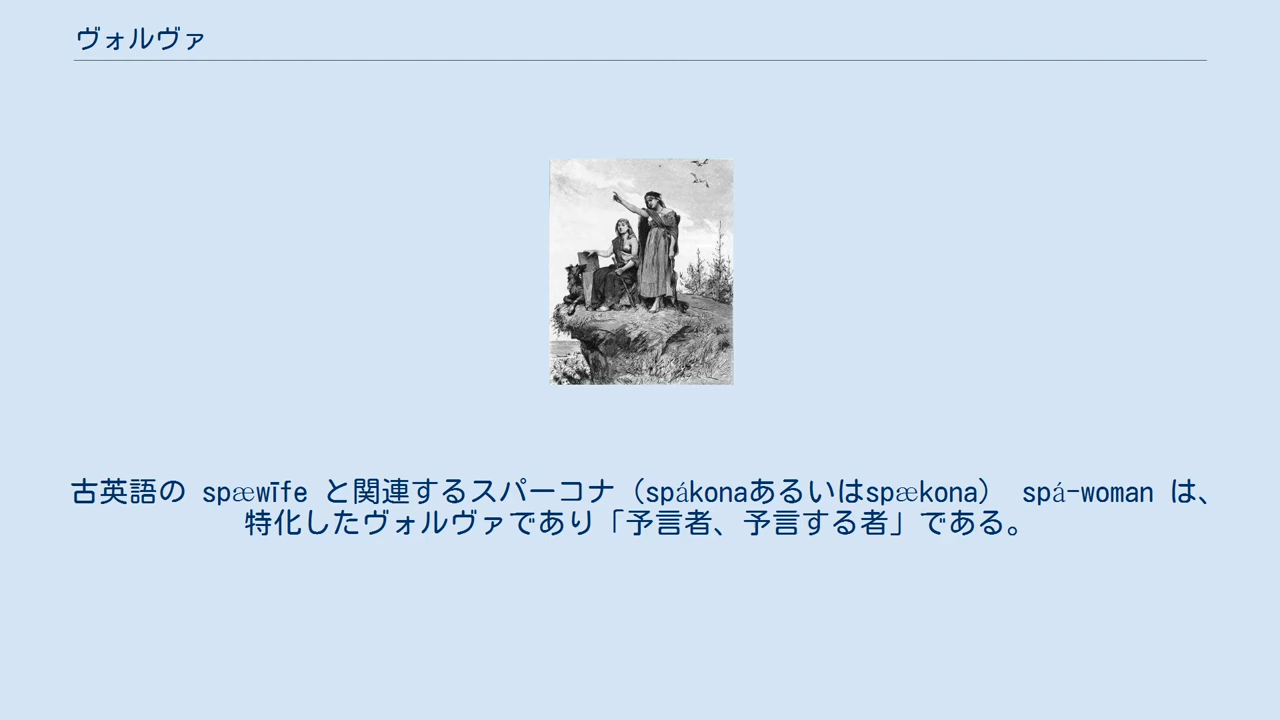 ヴォルヴァ
古英語の spæwīfe と関連するスパーコナ（spákonaあるいはspækona） spá-woman は、
特化したヴォルヴァであり「予言者、予言する者」である。